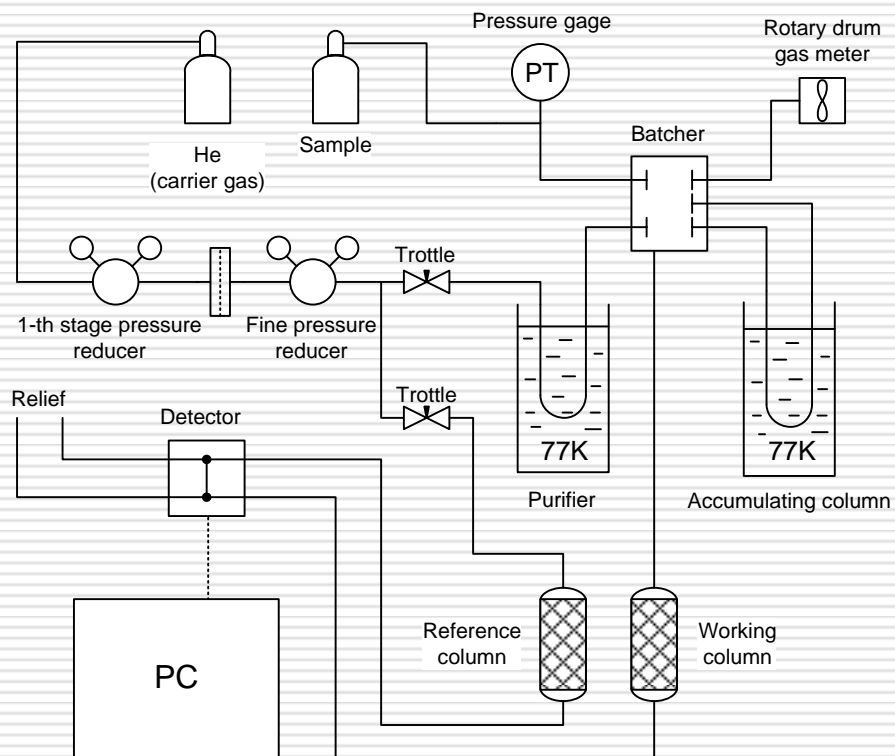 Pressure gage
PT
Rotary drum
gas meter
He
(carrier gas)
Sample
Batcher
Trottle
1-th stage pressure
reducer
Fine pressure
reducer
Relief
Detector
Trottle
77K
77K
Purifier
Accumulating column
Reference
column
Working
column
PC